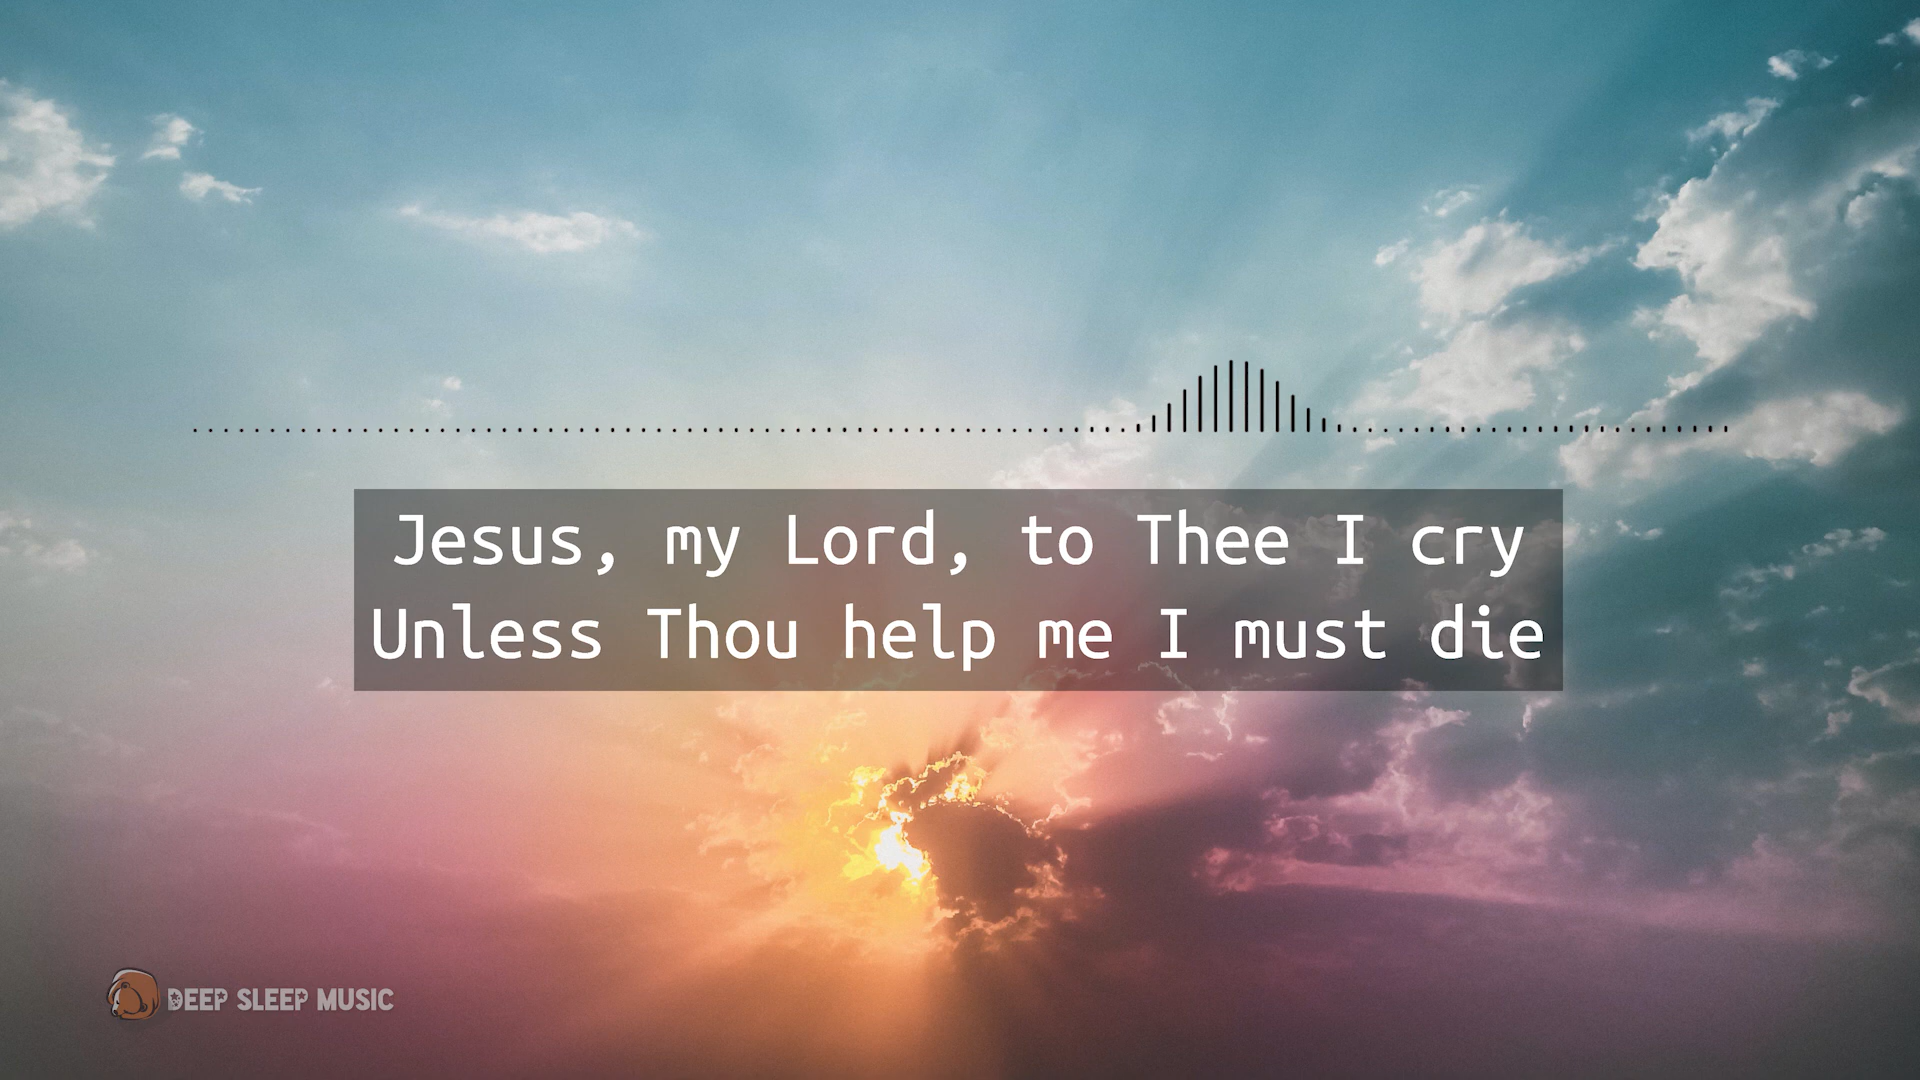 Jesus, my Lord, to Thee I cry
Unless Thou help me I must die
DEEP SLEEP MUSIC